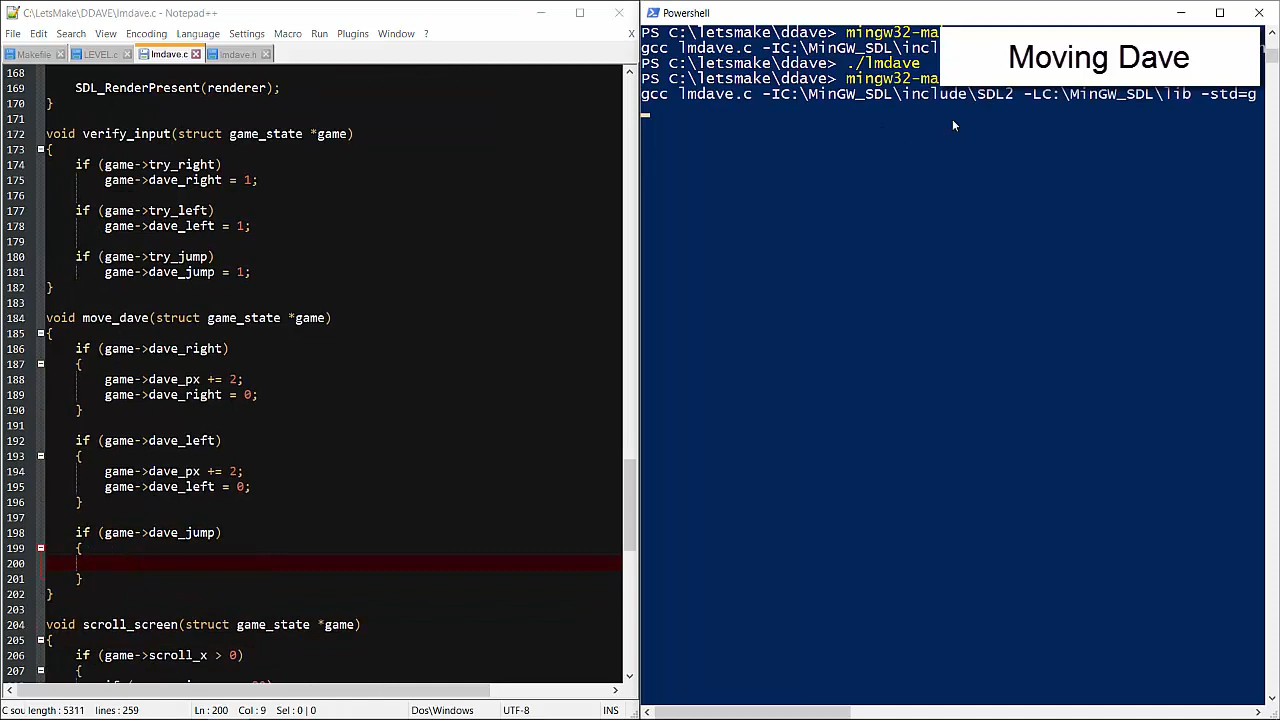 C:\LetsMake\DDAVE\lmdave.c - Notepad++
File Edit Search View Encoding Language Settings Macro Run Plugins Window ? X
Makefile LEVEL.c lmdave.c lmdave.h
168
169 SDL_RenderPresent(renderer);
170 }
171
172 void verify_input(struct game_state *game)
173 {
174 if (game->try_right)
175 game->dave_right = 1;
176
177 if (game->try_left)
178 game->dave_left = 1;
179
180 if (game->try_jump)
181 game->dave_jump = 1;
182 }
183
184 void move_dave(struct game_state *game)
185 {
186 if (game->dave_right)
187 {
188 game->dave_px += 2;
189 game->dave_right = 0;
190 }
191
192 if (game->dave_left)
193 {
194 game->dave_px += 2;
195 game->dave_left = 0;
196 }
197
198 if (game->dave_jump)
199 {
200
201 }
202 }
203
204 void scroll_screen(struct game_state *game)
205 {
206 if (game->scroll_x > 0)
207 {
C sou length : 5311 lines : 259 Ln : 200 Col : 9 Sel : 0 | 0 Dos\Windows UTF-8 INS
Powershell
PS C:\letsmake\ddave> mingw32-ma
gcc lmdave.c -IC:\MinGW_SDL\incl
PS C:\letsmake\ddave> ./lmdave
PS C:\letsmake\ddave> mingw32-ma
gcc lmdave.c -IC:\MinGW_SDL\include\SDL2 -LC:\MinGW_SDL\lib -std=g
Moving Dave